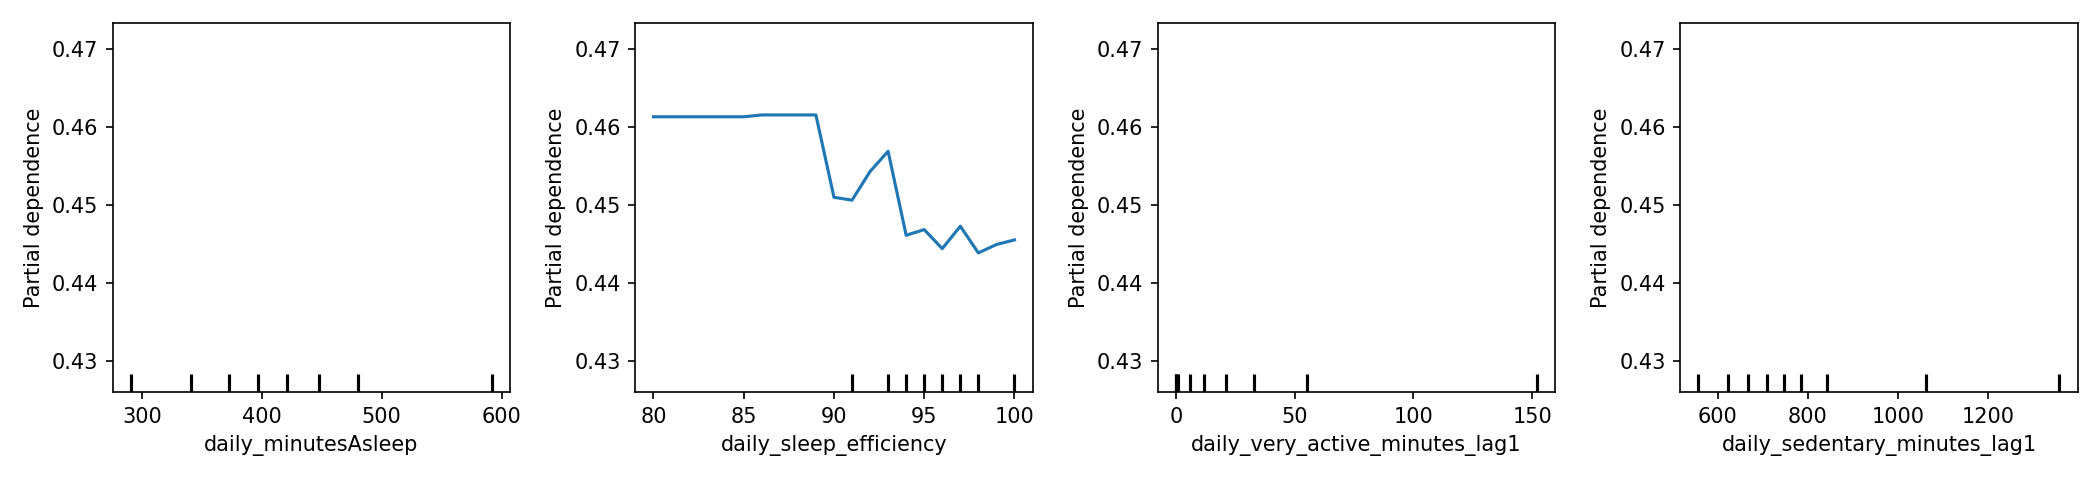 Partial dependence
0.47
0.46
0.45
0.44
0.43
300 400 500 600
daily_minutesAsleep
Partial dependence
0.47
0.46
0.45
0.44
0.43
80 85 90 95 100
daily_sleep_efficiency
Partial dependence
0.47
0.46
0.45
0.44
0.43
0 50 100 150
daily_very_active_minutes_lag1
Partial dependence
0.47
0.46
0.45
0.44
0.43
600 800 1000 1200
daily_sedentary_minutes_lag1